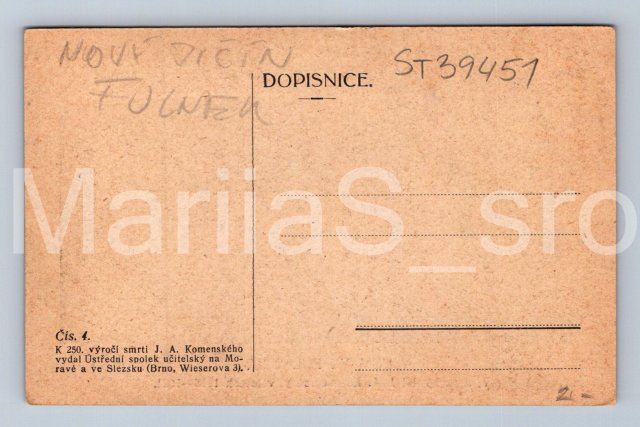 NOVÝ JIČÍN
FULNEK
ST39451
DOPISNICE.
MariiaS_sro
Čís. 4.
K 250. výročí smrti J. A. Komenského
vydal Ústřední spolek učitelský na Mo-
ravě a ve Slezsku (Brno, Wieserova 3).
2.-